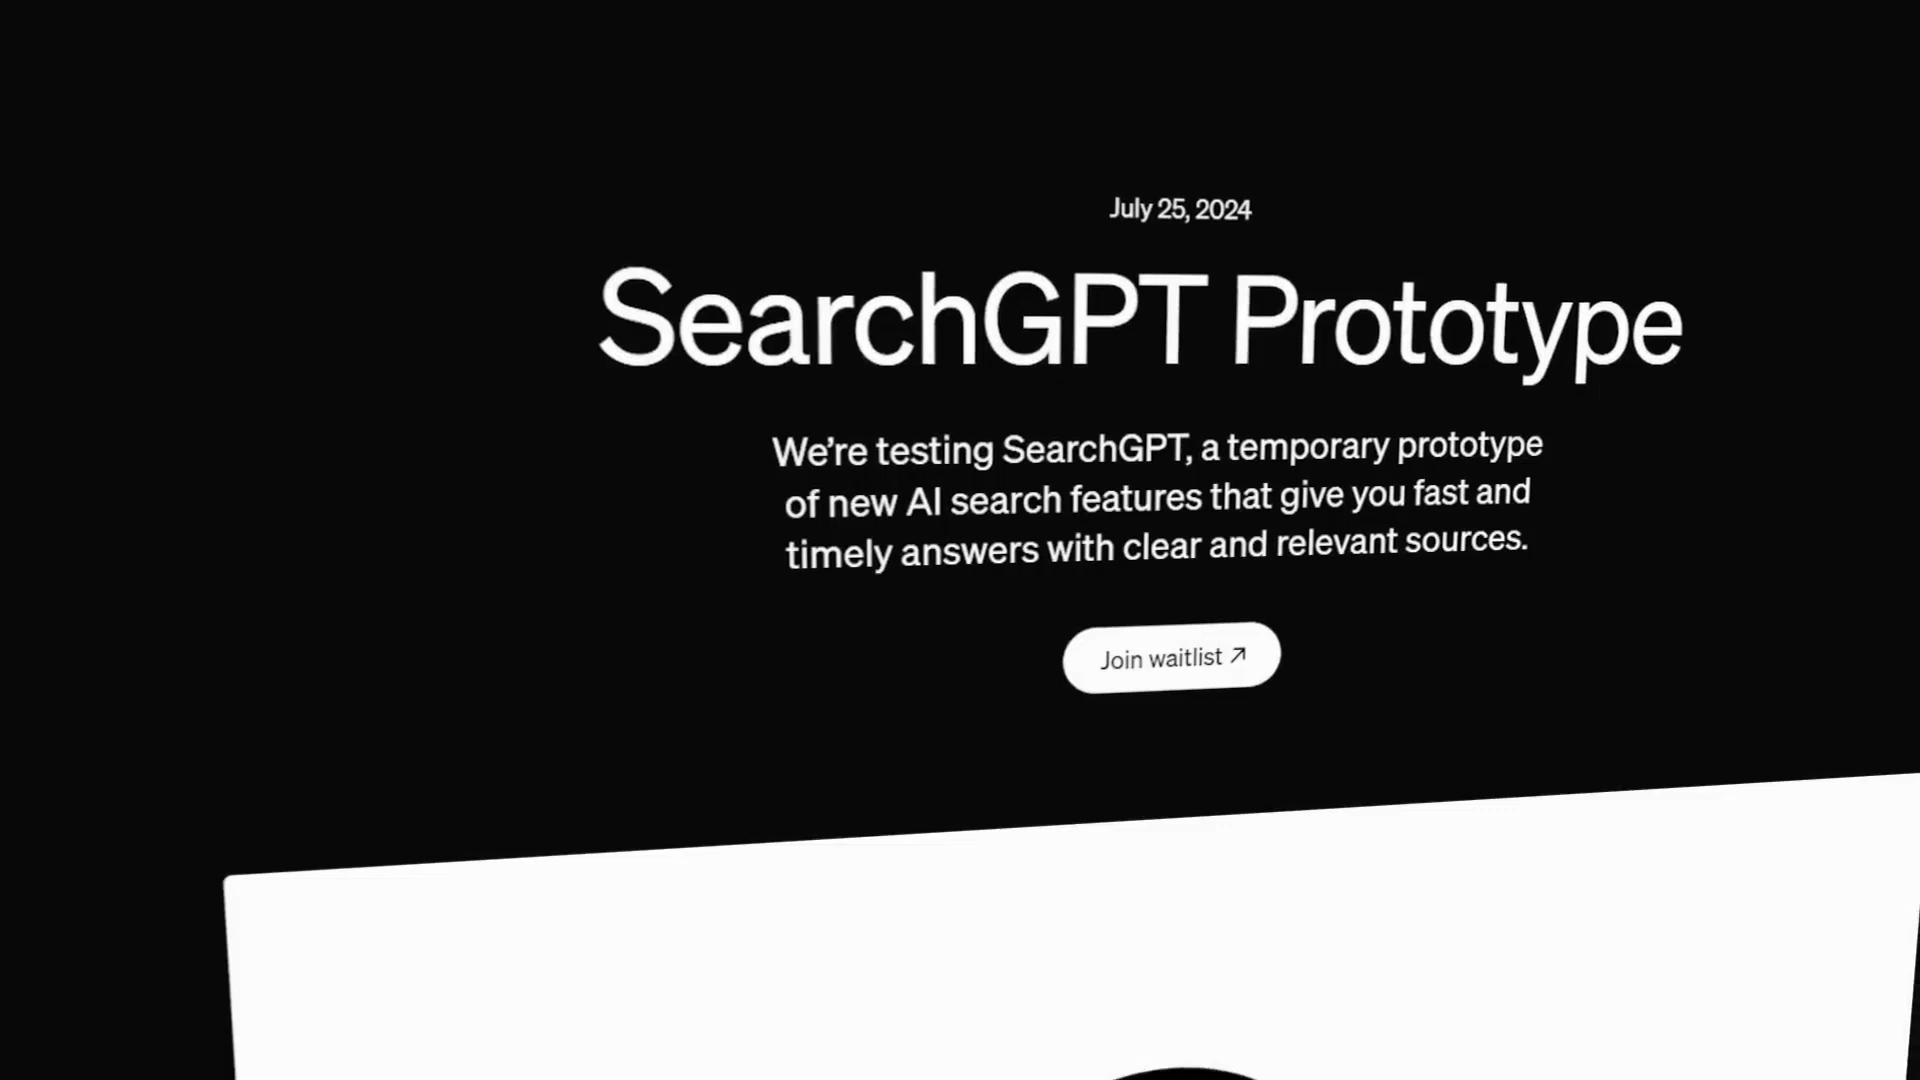 July 25, 2024
SearchGPT Prototype
We’re testing SearchGPT, a temporary prototype
of new AI search features that give you fast and
timely answers with clear and relevant sources.
Join waitlist ↗